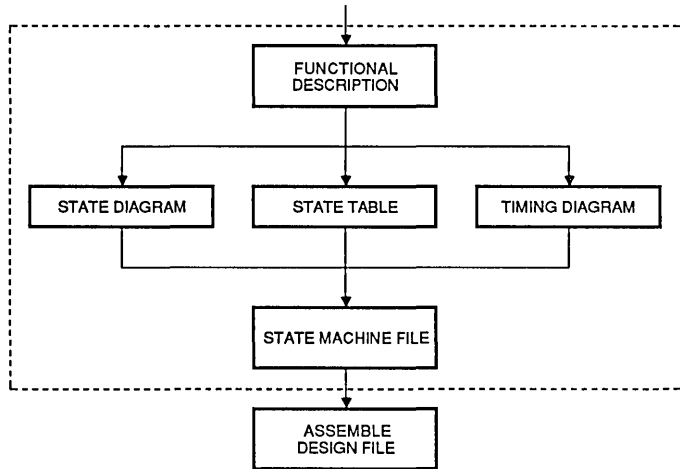 FUNCTIONAL
DESCRIPTION
STATE DIAGRAM
STATE TABLE
TIMING DIAGRAM
STATE MACHINE FILE
ASSEMBLE
DESIGN FILE